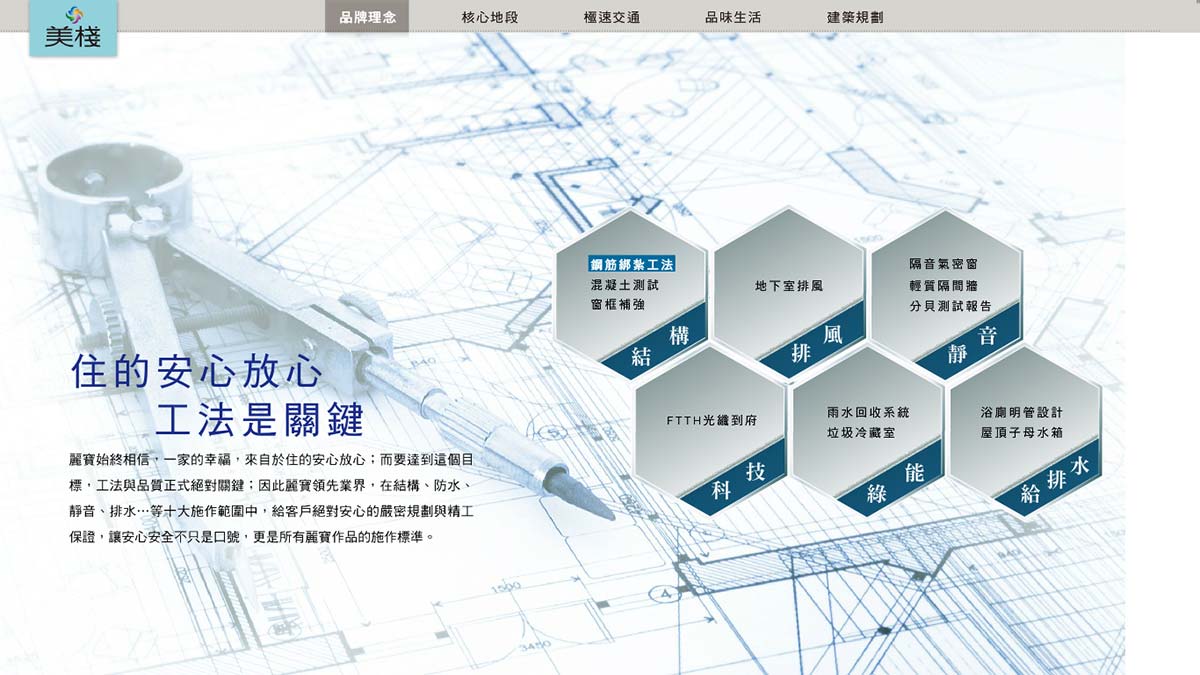 美棧
品牌理念
核心地段
極速交通
品味生活
建築規劃
鋼筋綁紮工法
混凝土測試
窗框補強
結構
地下室排風
排風
隔音氣密窗
輕質隔間牆
分貝測試報告
靜音
FTTH光纖到府
科技
雨水回收系統
垃圾冷藏室
綠能
浴廁明管設計
屋頂子母水箱
給排水
住的安心放心
工法是關鍵
麗寶始終相信，一家的幸福，來自於住的安心放心；而要達到這個目
標，工法與品質正式絕對關鍵；因此麗寶領先業界，在結構、防水、
靜音、排水…等十大施作範圍中，給客戶絕對安心的嚴密規劃與精工
保證，讓安心安全不只是口號，更是所有麗寶作品的施作標準。
1500
R40
5
1500
4
3450
840